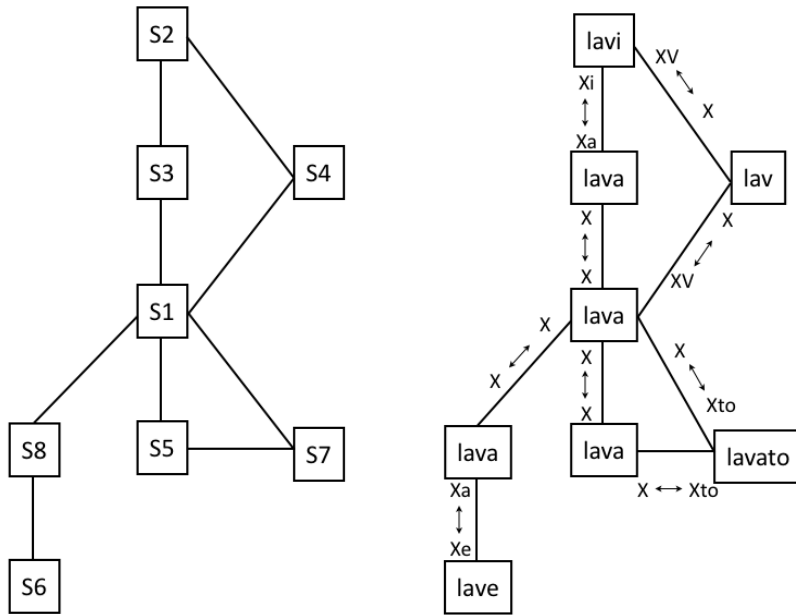 S2
S3
S4
S1
S8
S5
S7
S6
lavi
XV
X
Xi
Xa
lava
lav
X
X
X
XV
lava
X
X
X
X
X
Xto
lava
lava
lavato
X Xto
Xa
Xe
lave